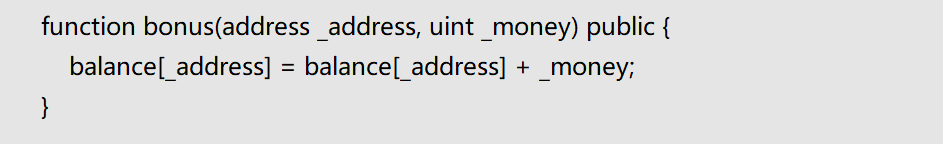 function bonus(address _address, uint _money) public {
balance[_address] = balance[_address] + _money;
}